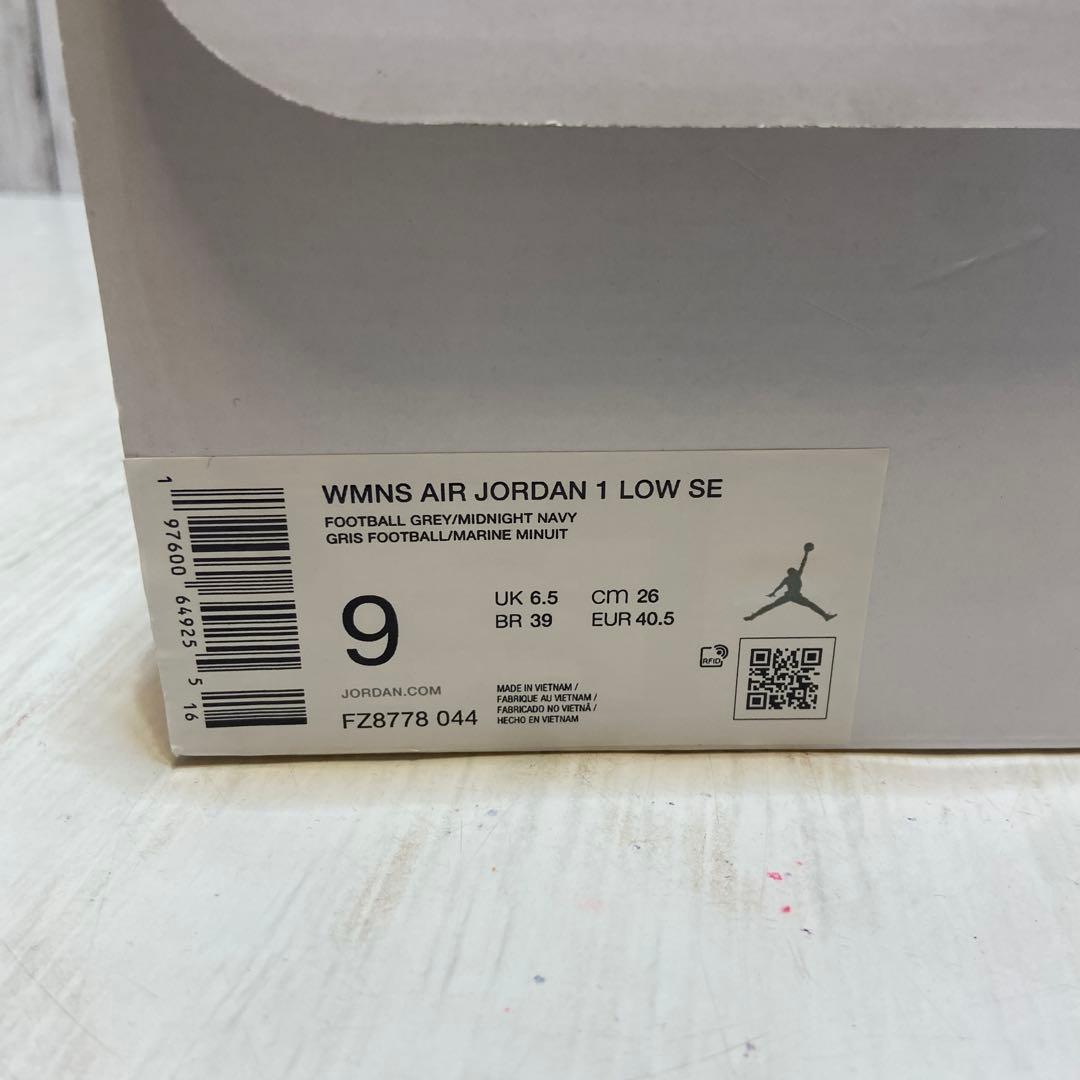 WMNS AIR JORDAN 1 LOW SE
FOOTBALL GREY/MIDNIGHT NAVY
GRIS FOOTBALL/MARINE MINUIT
9
UK 6.5 cm 26
BR 39 EUR 40.5
JORDAN.COM
FZ8778 044
MADE IN VIETNAM /
FABRIQUE AU VIETNAM /
FABRICADO NO VIETNÃ /
HECHO EN VIETNAM
RFID
1 97600 64925 5 16